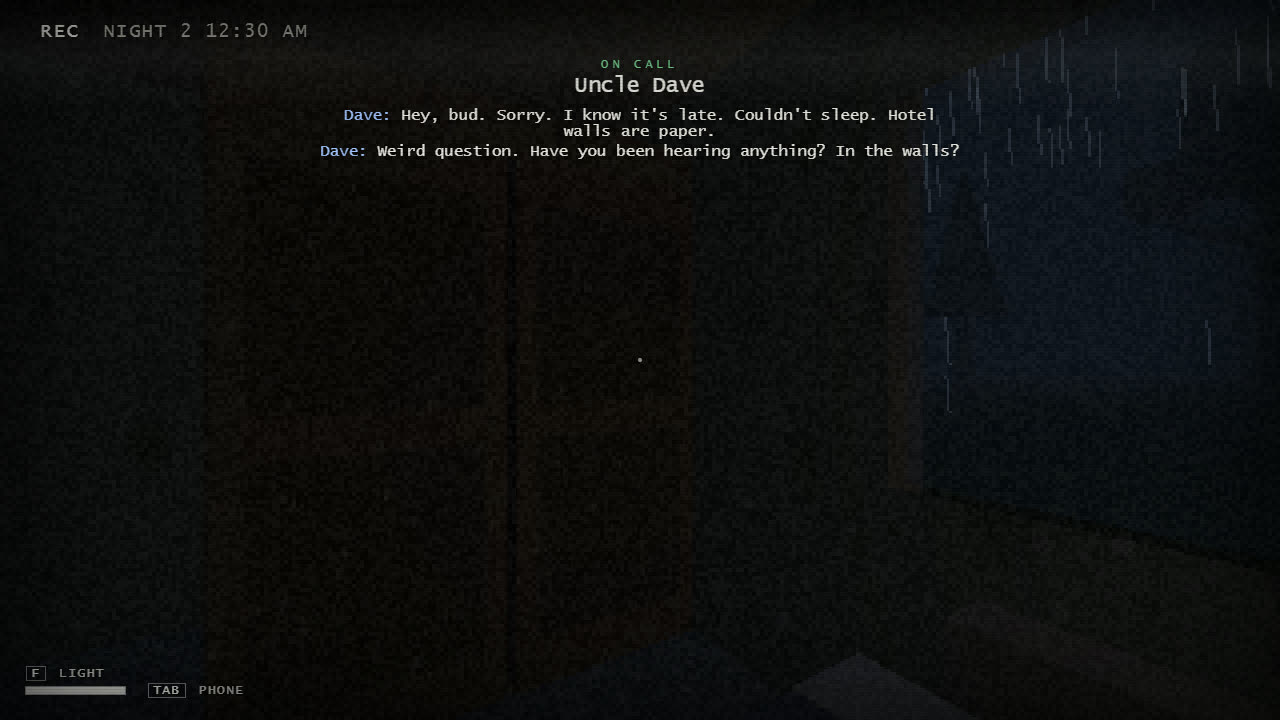 REC NIGHT 2 12:30 AM
ON CALL
Uncle Dave
Dave: Hey, bud. Sorry. I know it's late. Couldn't sleep. Hotel
walls are paper.
Dave: Weird question. Have you been hearing anything? In the walls?
F LIGHT
TAB PHONE